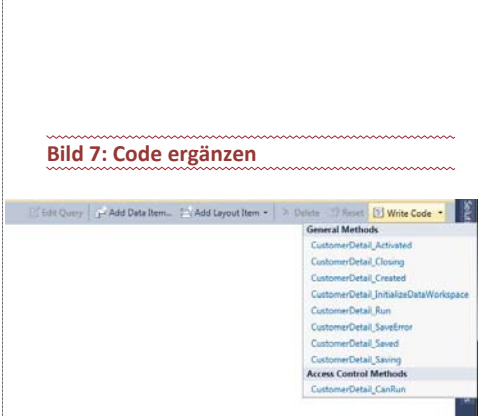 Bild 7: Code ergänzen
Edit Query Add Data Item... Add Layout Item Delete Reset Write Code
General Methods
CustomerDetail_Activated
CustomerDetail_Closing
CustomerDetail_Created
CustomerDetail_InitializeDataWorkspace
CustomerDetail_Run
CustomerDetail_SaveError
CustomerDetail_Saved
CustomerDetail_Saving
Access Control Methods
CustomerDetail_CanRun